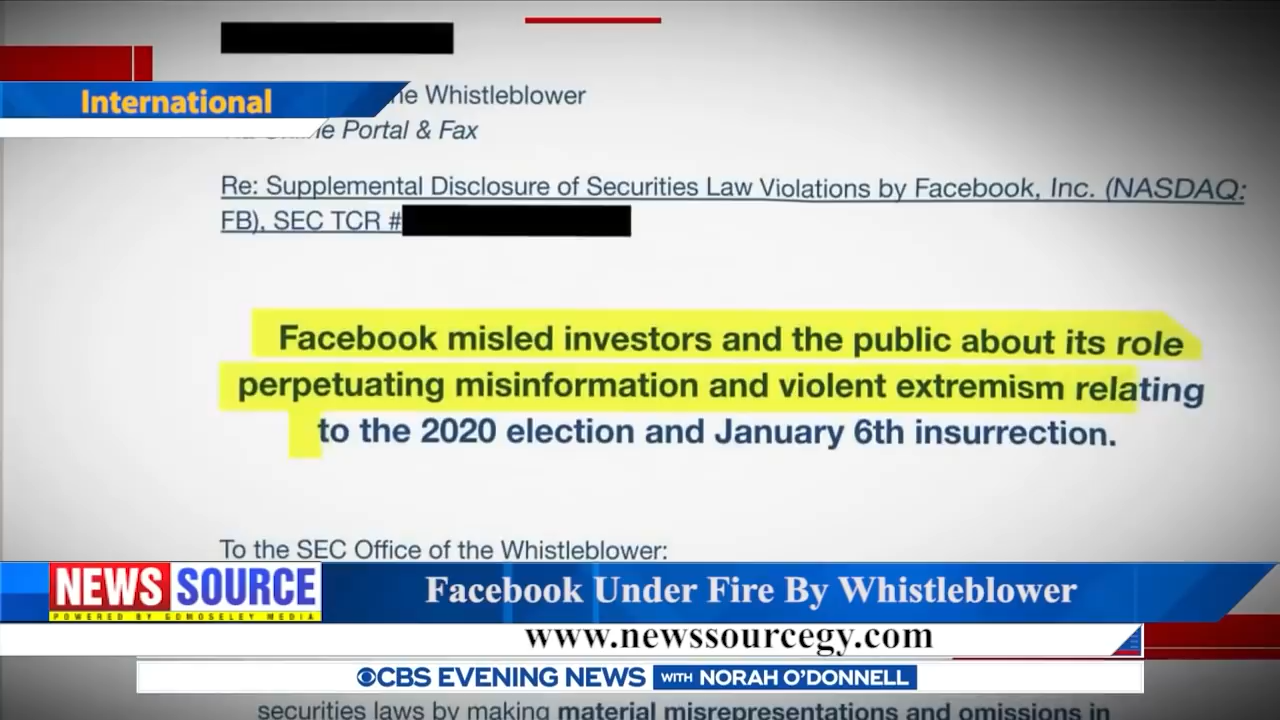 International
he Whistleblower
Online Portal & Fax
Re: Supplemental Disclosure of Securities Law Violations by Facebook, Inc. (NASDAQ:
FB), SEC TCR #
Facebook misled investors and the public about its role
perpetuating misinformation and violent extremism relating
to the 2020 election and January 6th insurrection.
To the SEC Office of the Whistleblower:
NEWS SOURCE
POWERED BY GDMOSELEY MEDIA
Facebook Under Fire By Whistleblower
www.newssourcegy.com
CBS EVENING NEWS WITH NORAH O'DONNELL
securities laws by making material misrepresentations and omissions in